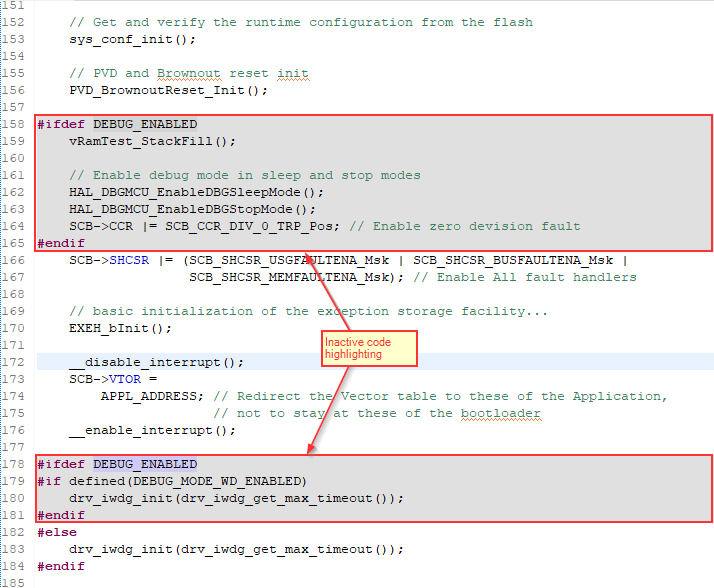 151
152 // Get and verify the runtime configuration from the flash
153 sys_conf_init();
154
155 // PVD and Brownout reset init
156 PVD_BrownoutReset_Init();
157
158 #ifdef DEBUG_ENABLED
159 vRamTest_StackFill();
160
161 // Enable debug mode in sleep and stop modes
162 HAL_DBGMCU_EnableDBGSleepMode();
163 HAL_DBGMCU_EnableDBGStopMode();
164 SCB->CCR |= SCB_CCR_DIV_0_TRP_Pos; // Enable zero devision fault
165 #endif
166 SCB->SHCSR |= (SCB_SHCSR_USGFAULTENA_Msk | SCB_SHCSR_BUSFAULTENA_Msk |
167 SCB_SHCSR_MEMFAULTENA_Msk); // Enable All fault handlers
168
169 // basic initialization of the exception storage facility...
170 EXEH_bInit();
171
Inactive code
highlighting
172 __disable_interrupt();
173 SCB->VTOR =
174 APPL_ADDRESS; // Redirect the Vector table to these of the Application,
175 // not to stay at these of the bootloader
176 __enable_interrupt();
177
178 #ifdef DEBUG_ENABLED
179 #if defined(DEBUG_MODE_WD_ENABLED)
180 drv_iwdg_init(drv_iwdg_get_max_timeout());
181 #endif
182 #else
183 drv_iwdg_init(drv_iwdg_get_max_timeout());
184 #endif
185